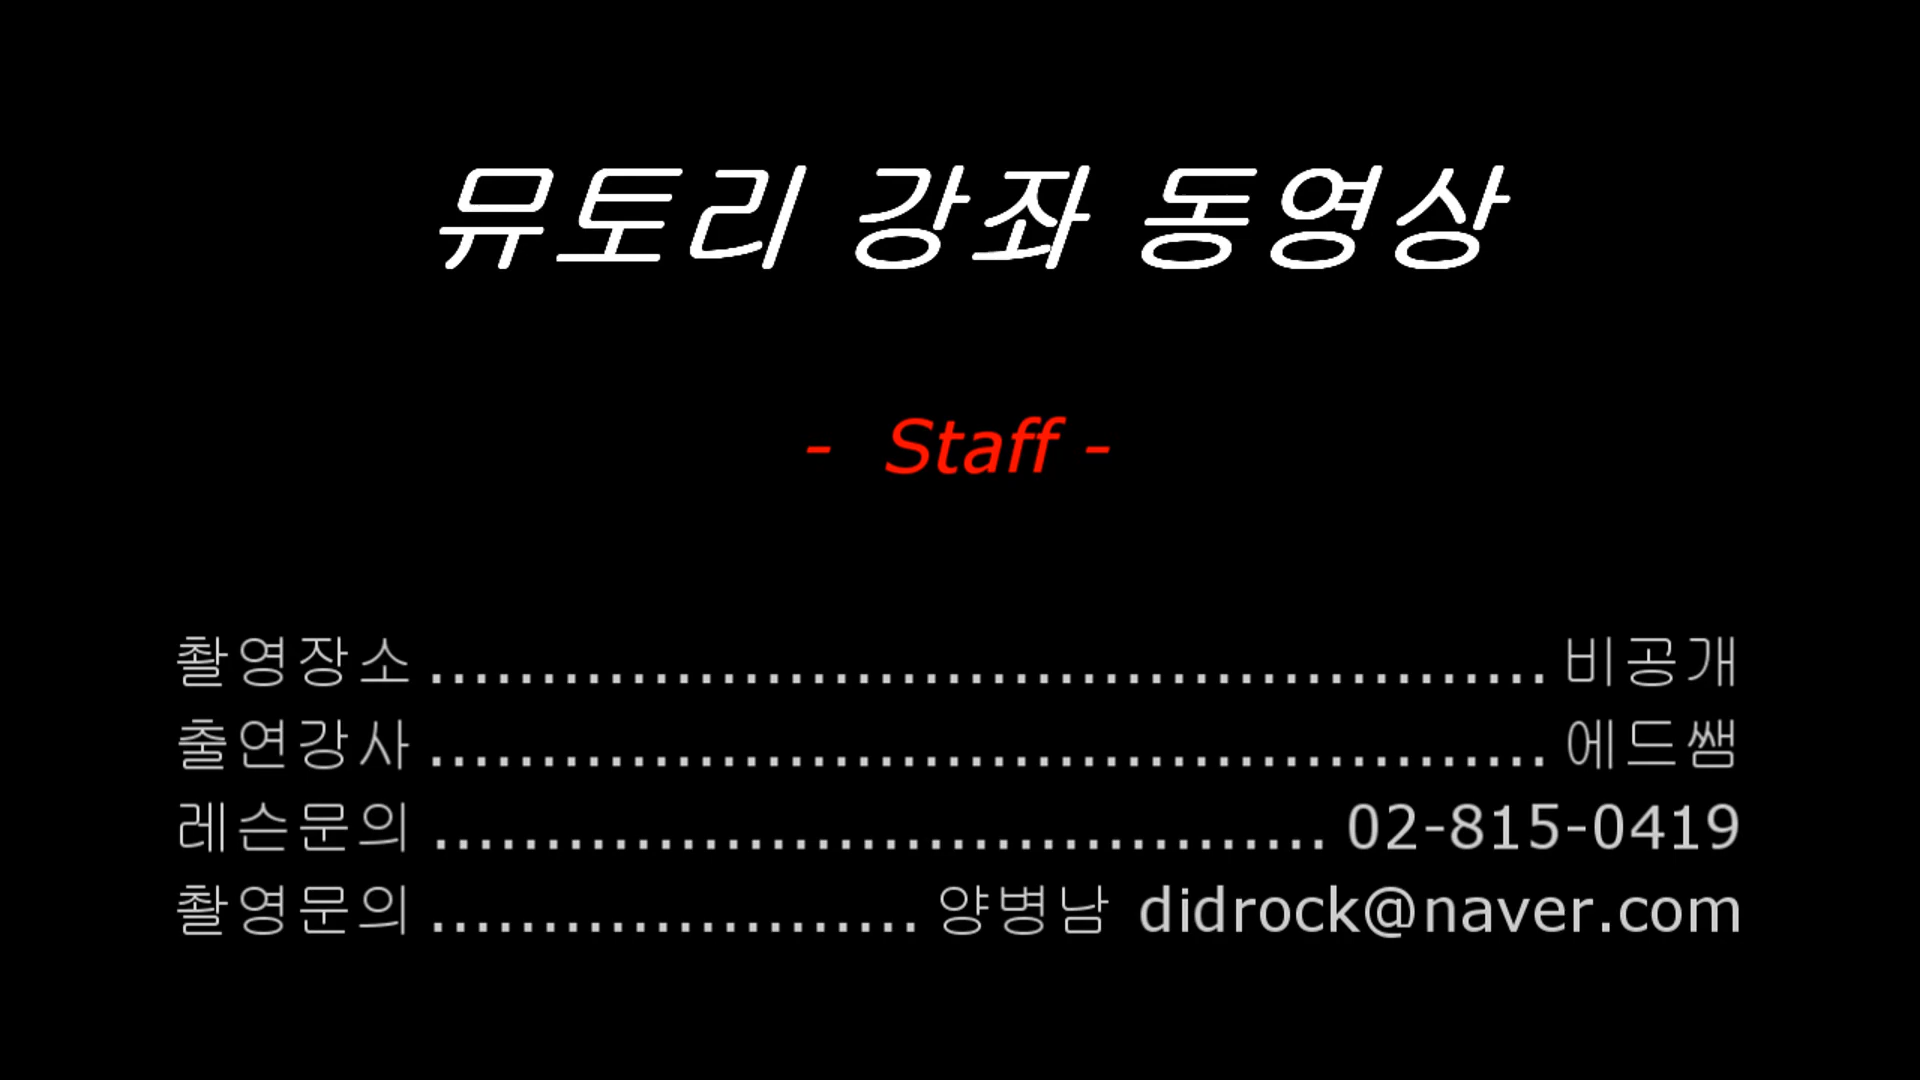 뮤토리 강좌 동영상
- Staff -
촬영장소 .................................................. 비공개
출연강사 .................................................. 에드쌤
레슨문의 ........................................ 02-815-0419
촬영문의 ...................... 양병남 didrock@naver.com